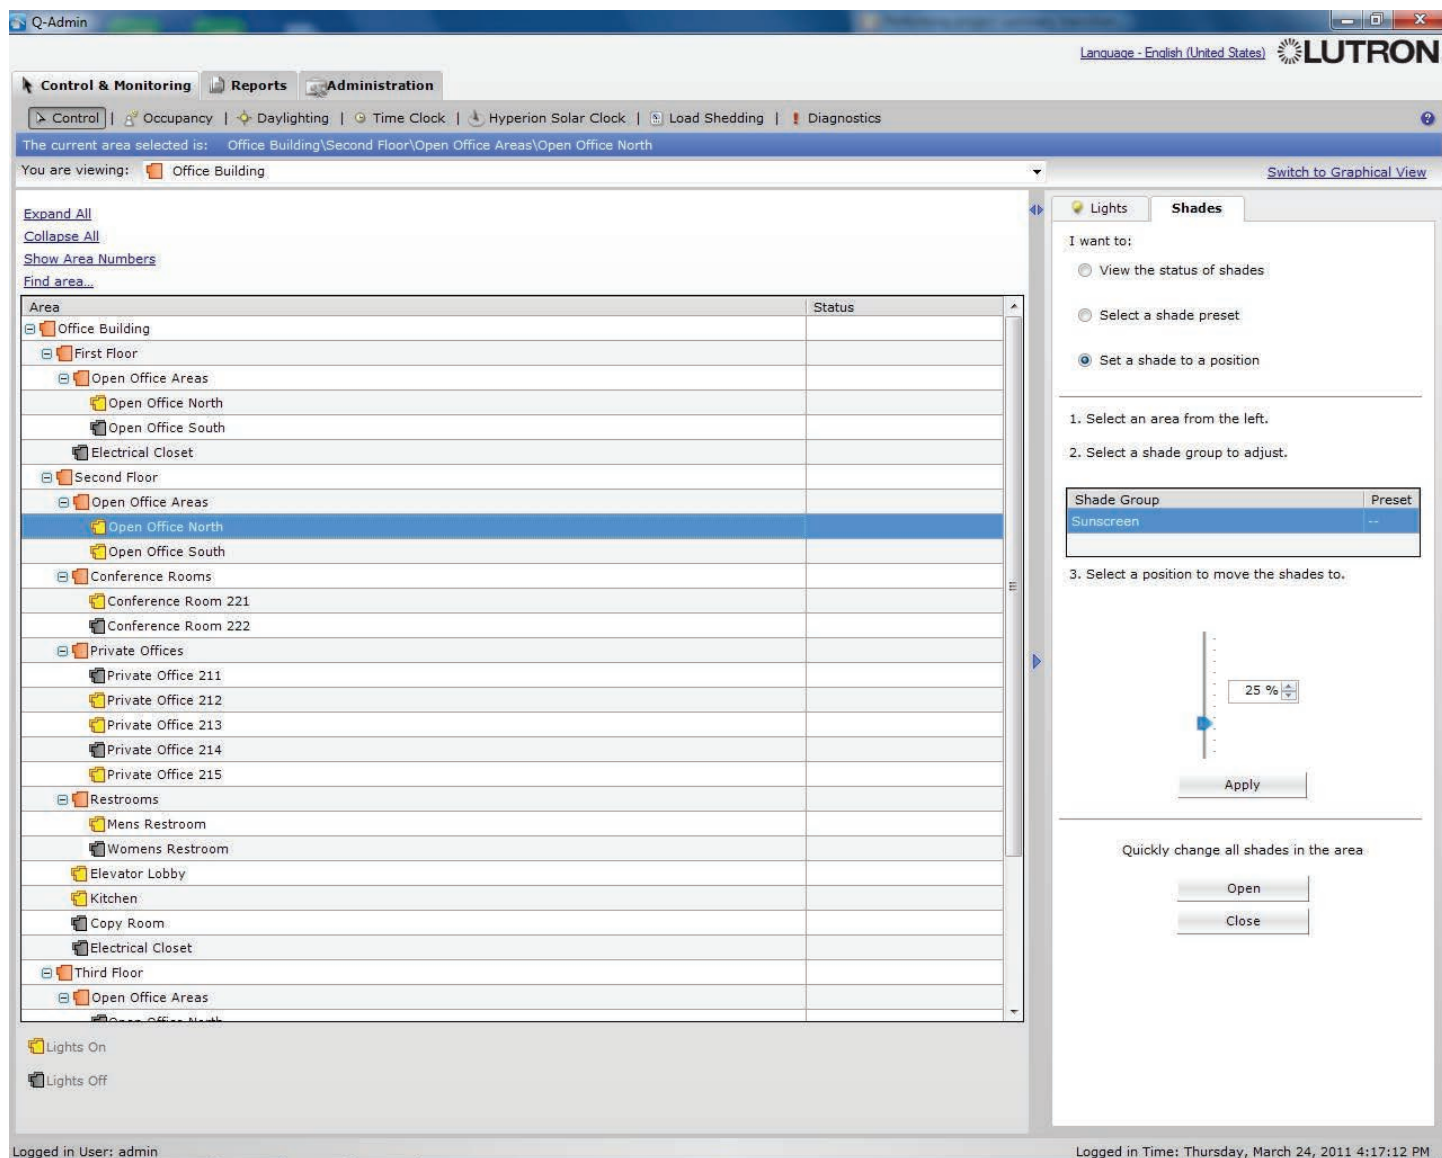 Q-Admin
Language - English (United States)
LUTRON
Control & Monitoring
Reports
Administration
Control | Occupancy | Daylighting | Time Clock | Hyperion Solar Clock | Load Shedding | Diagnostics
The current area selected is: Office Building\Second Floor\Open Office Areas\Open Office North
You are viewing: Office Building
Switch to Graphical View
Expand All
Collapse All
Show Area Numbers
Find area...
Area Status
Office Building
First Floor
Open Office Areas
Open Office North
Open Office South
Electrical Closet
Second Floor
Open Office Areas
Open Office North
Open Office South
Conference Rooms
Conference Room 221
Conference Room 222
Private Offices
Private Office 211
Private Office 212
Private Office 213
Private Office 214
Private Office 215
Restrooms
Mens Restroom
Womens Restroom
Elevator Lobby
Kitchen
Copy Room
Electrical Closet
Third Floor
Open Office Areas
Open Office North
Lights On
Lights Off
Lights Shades
I want to:
View the status of shades
Select a shade preset
Set a shade to a position
1. Select an area from the left.
2. Select a shade group to adjust.
Shade Group Preset
Sunscreen --
3. Select a position to move the shades to.
25 %
Apply
Quickly change all shades in the area
Open
Close
Logged in User: admin
Logged in Time: Thursday, March 24, 2011 4:17:12 PM